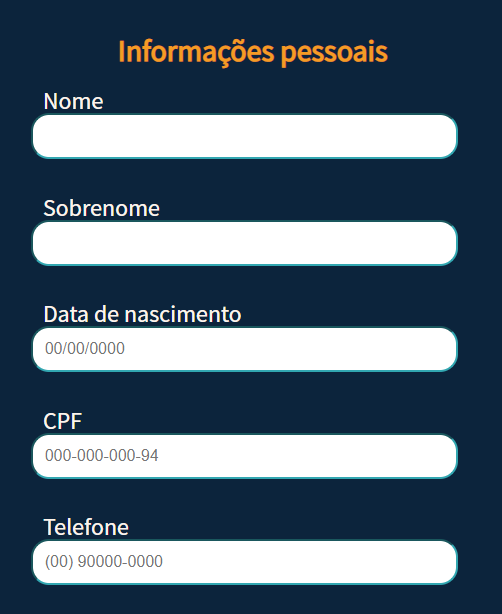 Informações pessoais
Nome
Sobrenome
Data de nascimento
00/00/0000
CPF
000-000-000-94
Telefone
(00) 90000-0000